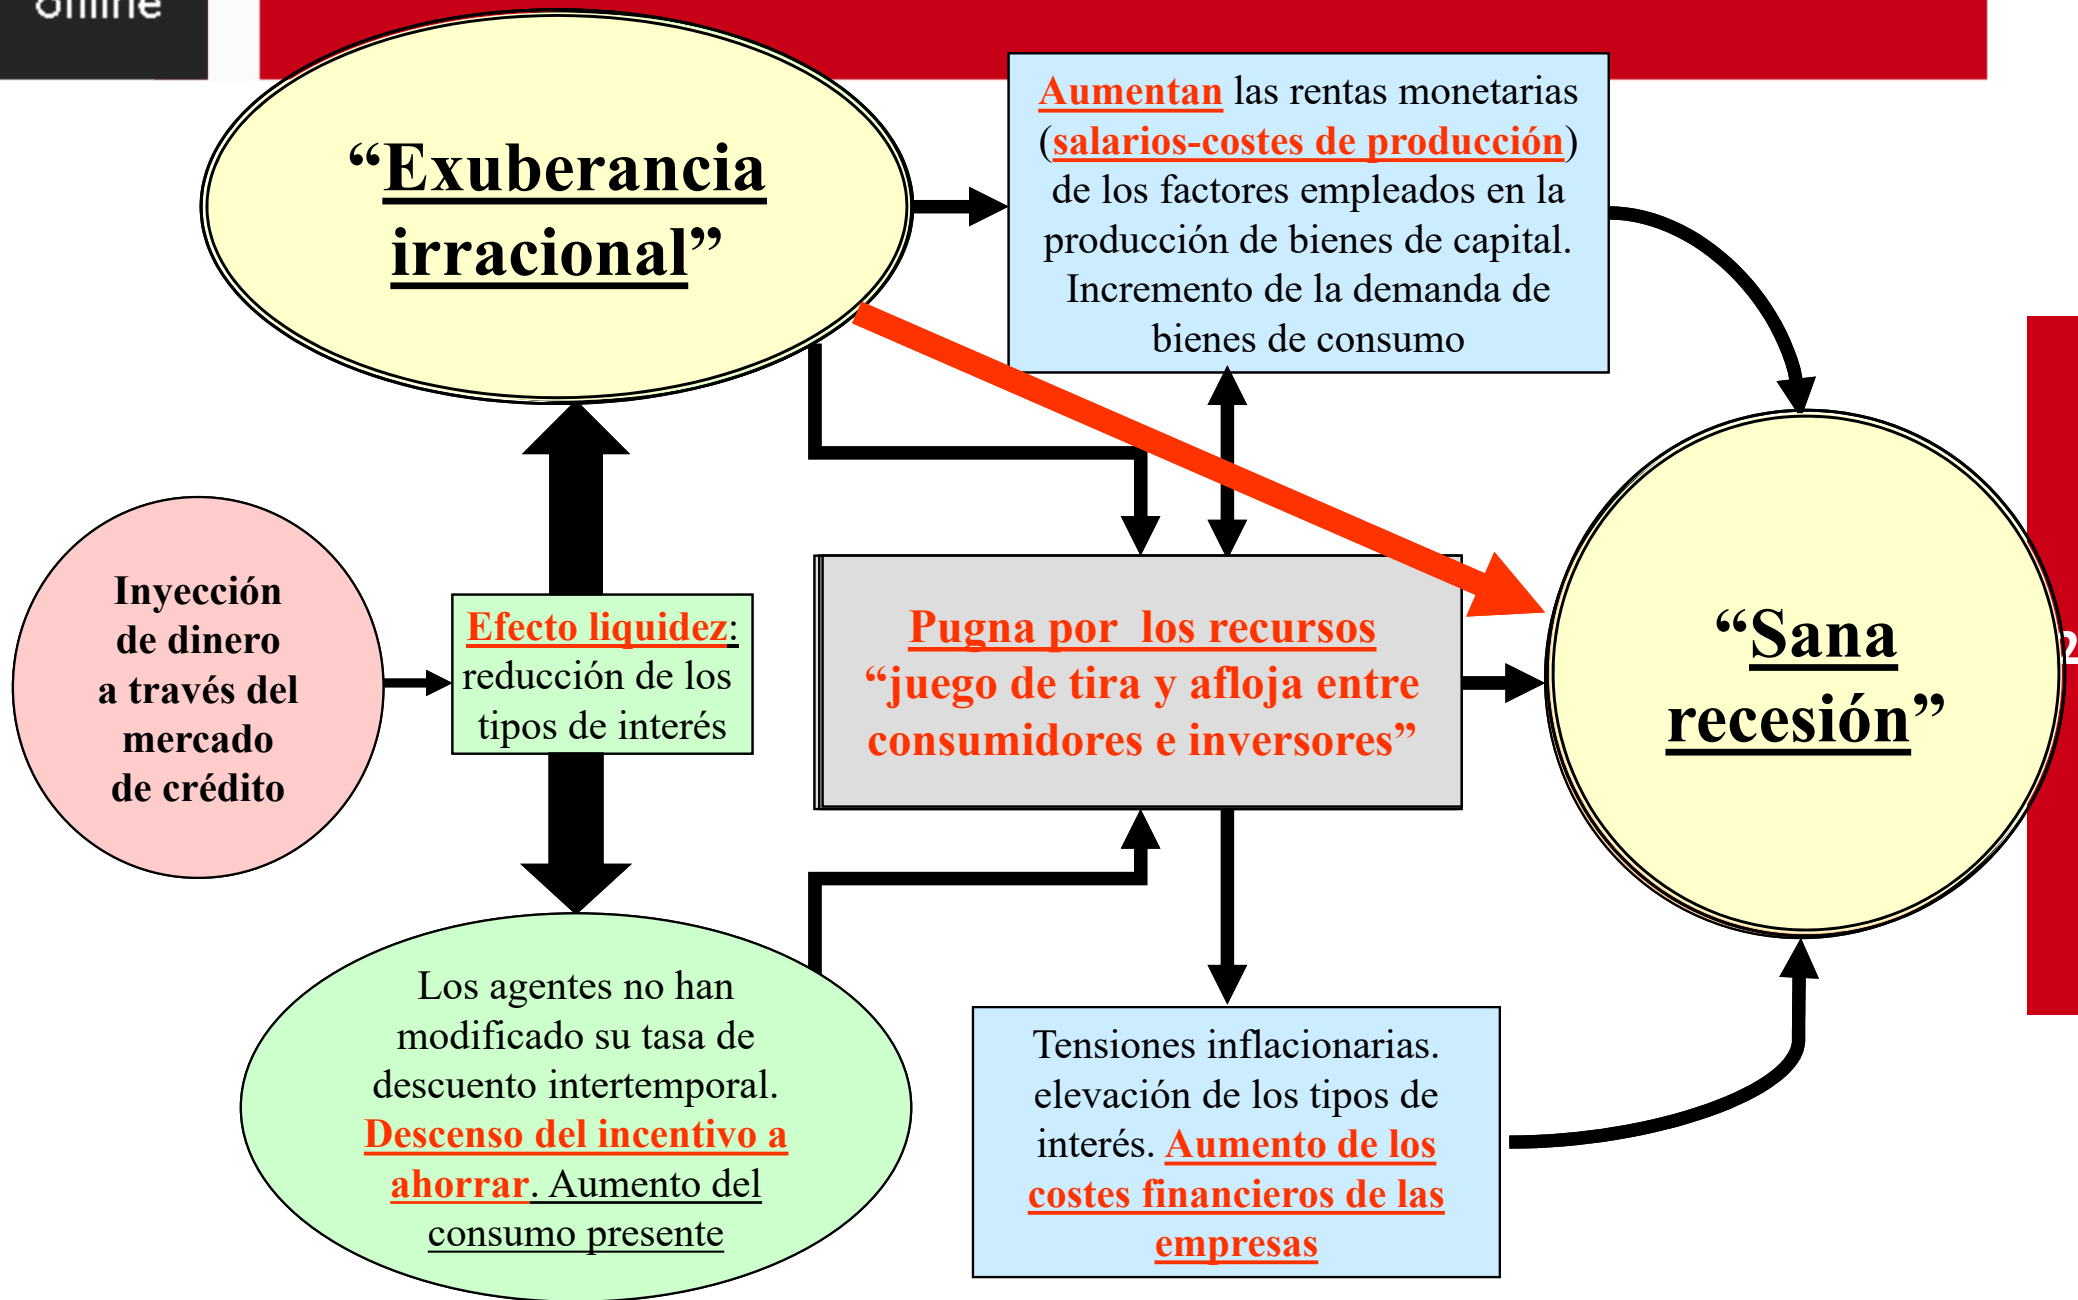 offline
“Exuberancia
irracional”
Aumentan las rentas monetarias
(salarios-costes de producción)
de los factores empleados en la
producción de bienes de capital.
Incremento de la demanda de
bienes de consumo
Inyección
de dinero
a través del
mercado
de crédito
Efecto liquidez:
reducción de los
tipos de interés
Pugna por los recursos
“juego de tira y afloja entre
consumidores e inversores”
“Sana
recesión”
2
Los agentes no han
modificado su tasa de
descuento intertemporal.
Descenso del incentivo a
ahorrar. Aumento del
consumo presente
Tensiones inflacionarias.
elevación de los tipos de
interés. Aumento de los
costes financieros de las
empresas